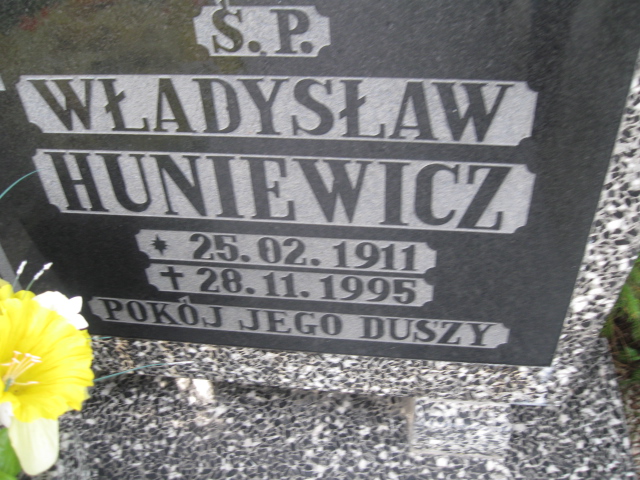 Ś.P.
WŁADYSŁAW
HUNIEWICZ
* 25.02.1911
† 28.11.1995
POKÓJ JEGO DUSZY